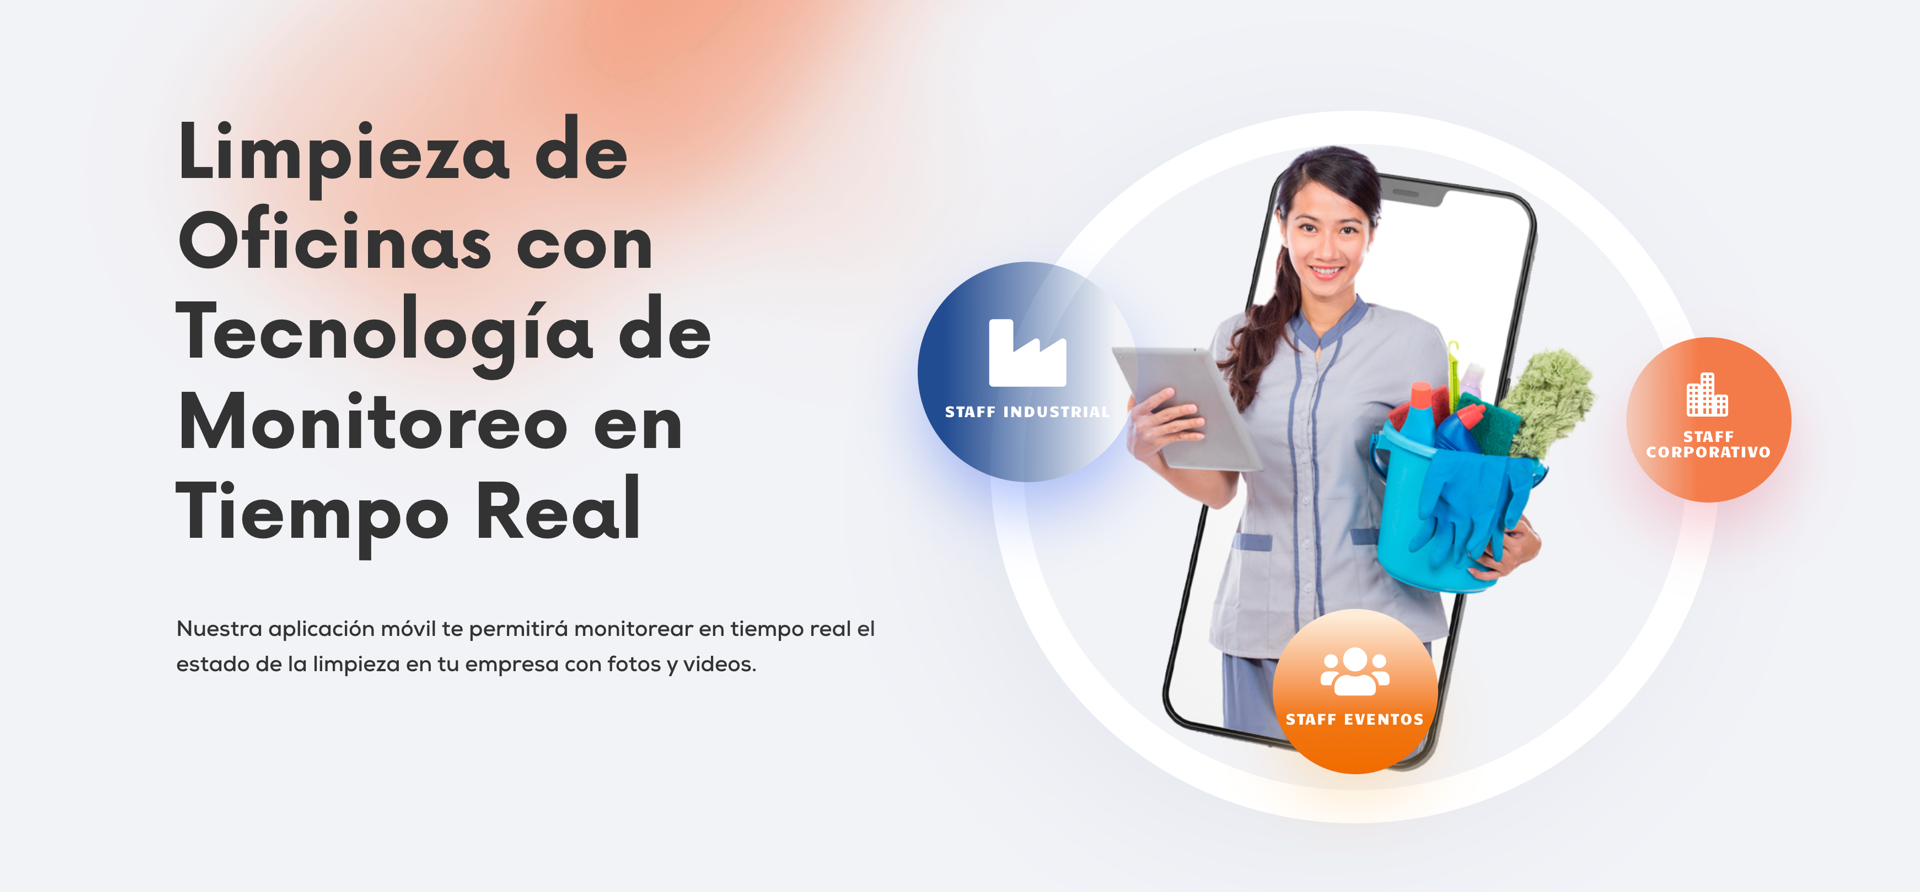 Limpieza de
Oficinas con
Tecnología de
Monitoreo en
Tiempo Real
Nuestra aplicación móvil te permitirá monitorear en tiempo real el
estado de la limpieza en tu empresa con fotos y videos.
STAFF INDUSTRIAL
STAFF
CORPORATIVO
STAFF EVENTOS